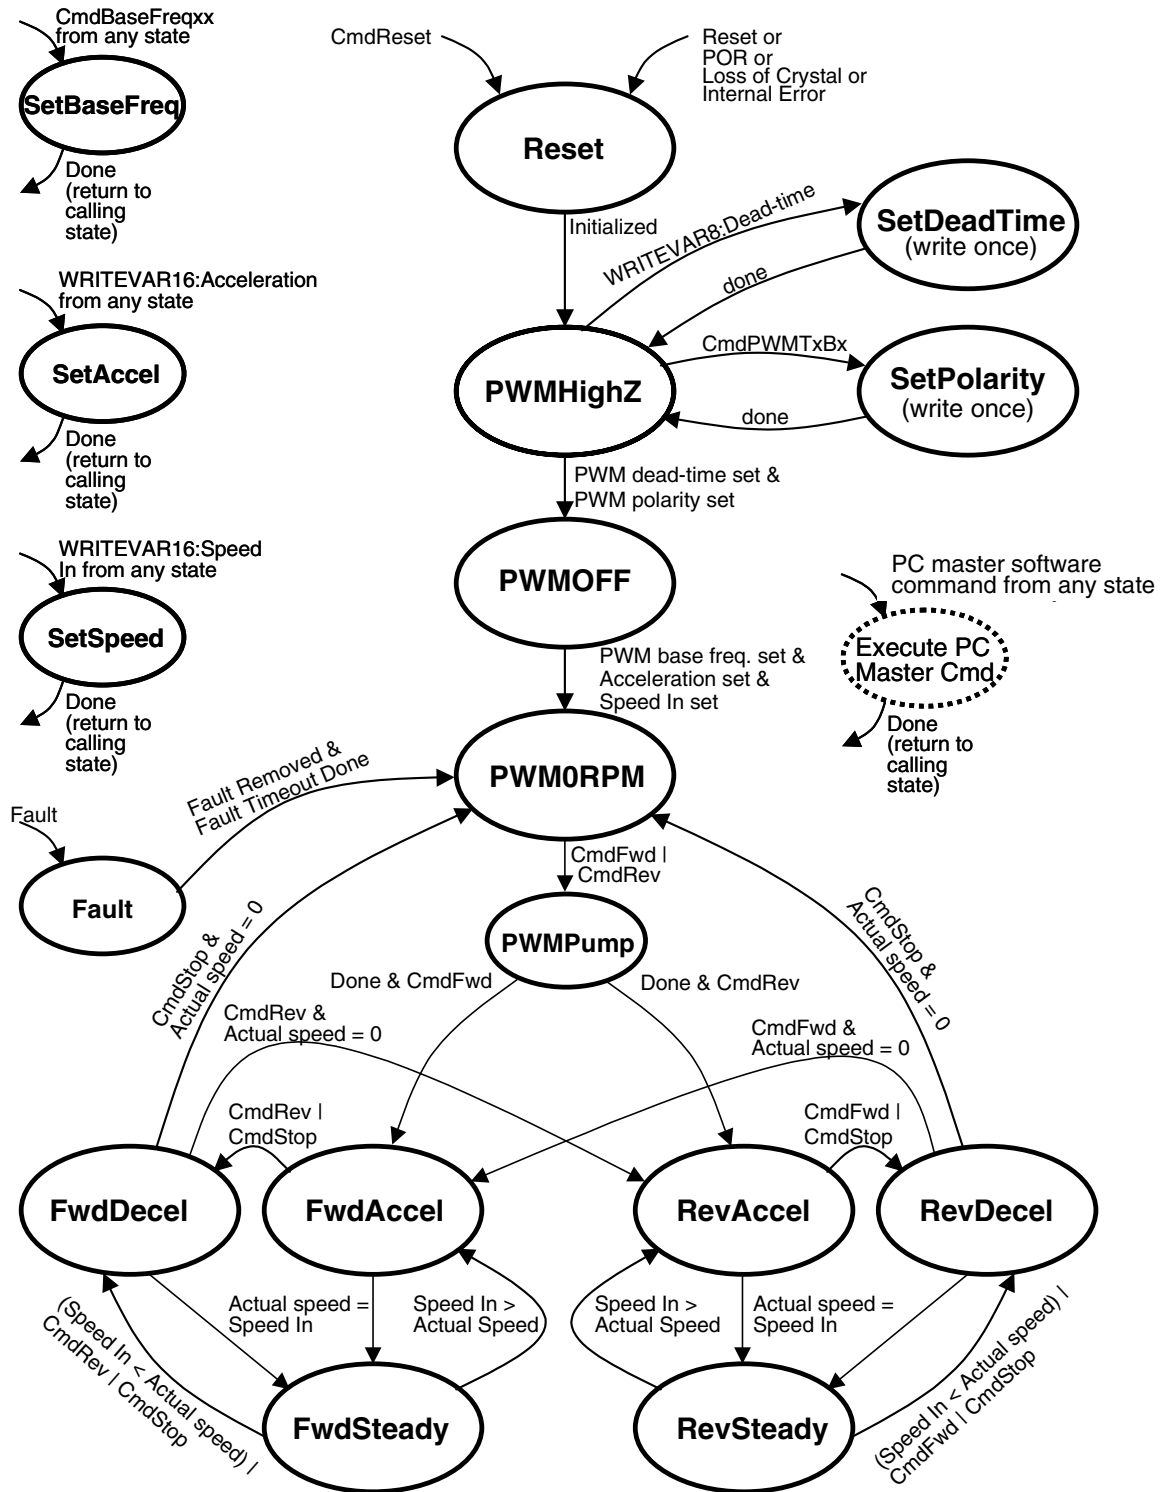 CmdBaseFreqxx
from any state
SetBaseFreq
Done
(return to
calling
state)
CmdReset
Reset or
POR or
Loss of Crystal or
Internal Error
Reset
Initialized
WRITEVAR8:Dead-time
SetDeadTime
(write once)
done
WRITEVAR16:Acceleration
from any state
SetAccel
Done
(return to
calling
state)
PWMHighZ
CmdPWMTxBx
SetPolarity
(write once)
done
PWM dead-time set &
PWM polarity set
WRITEVAR16:Speed
In from any state
SetSpeed
Done
(return to
calling
state)
PWMOFF
PC master software
command from any state
Execute PC
Master Cmd
Done
(return to
calling
state)
PWM base freq. set &
Acceleration set &
Speed In set
PWM0RPM
Fault Removed &
Fault Timeout Done
Fault
Fault
CmdFwd |
CmdRev
PWMPump
CmdStop &
Actual speed = 0
CmdStop &
Actual speed = 0
Done & CmdFwd
Done & CmdRev
CmdRev &
Actual speed = 0
CmdFwd &
Actual speed = 0
CmdRev |
CmdStop
CmdFwd |
CmdStop
FwdDecel
FwdAccel
RevAccel
RevDecel
(Speed In < Actual speed) |
CmdRev | CmdStop
Actual speed =
Speed In
Speed In >
Actual Speed
Speed In >
Actual Speed
Actual speed =
Speed In
(Speed In < Actual speed) |
CmdFwd | CmdStop
FwdSteady
RevSteady